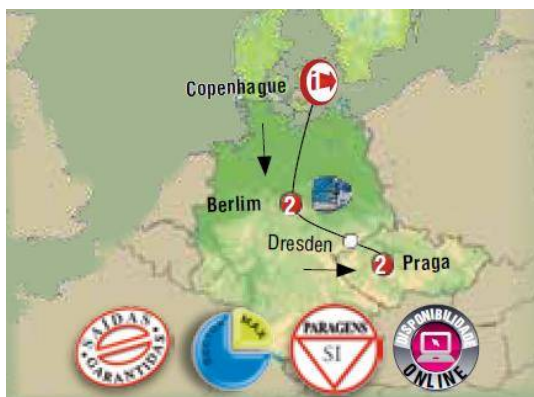 Copenhague
i
Berlim
2
Dresden
2
Praga
SAÍDAS
GARANTIDAS
MAX
PARAGENS
SI
DISPONIBILIDADE
ONLINE